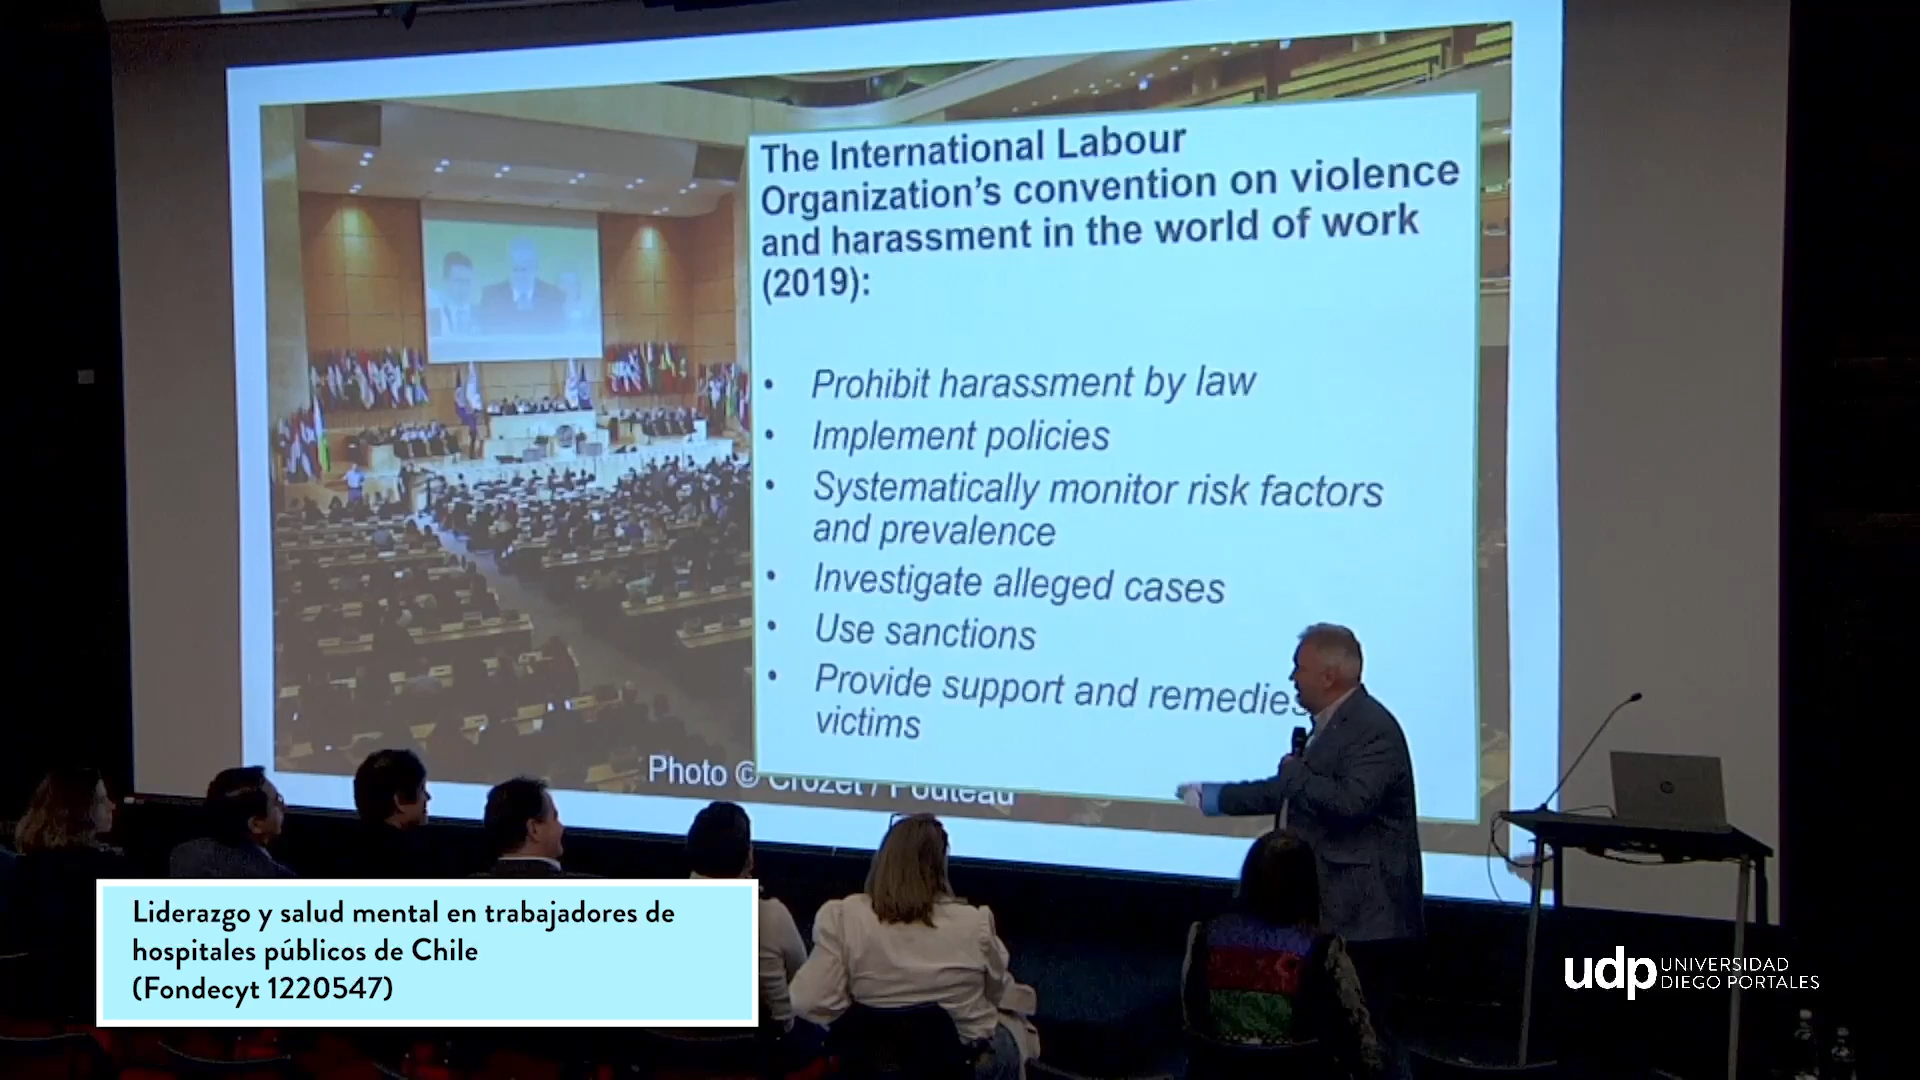 The International Labour
Organization's convention on violence
and harassment in the world of work
(2019):
• Prohibit harassment by law
• Implement policies
• Systematically monitor risk factors
and prevalence
• Investigate alleged cases
• Use sanctions
• Provide support and remedies
victims
Photo © Crozet / Pouteau
Liderazgo y salud mental en trabajadores de
hospitales públicos de Chile
(Fondecyt 1220547)
udp UNIVERSIDAD
DIEGO PORTALES